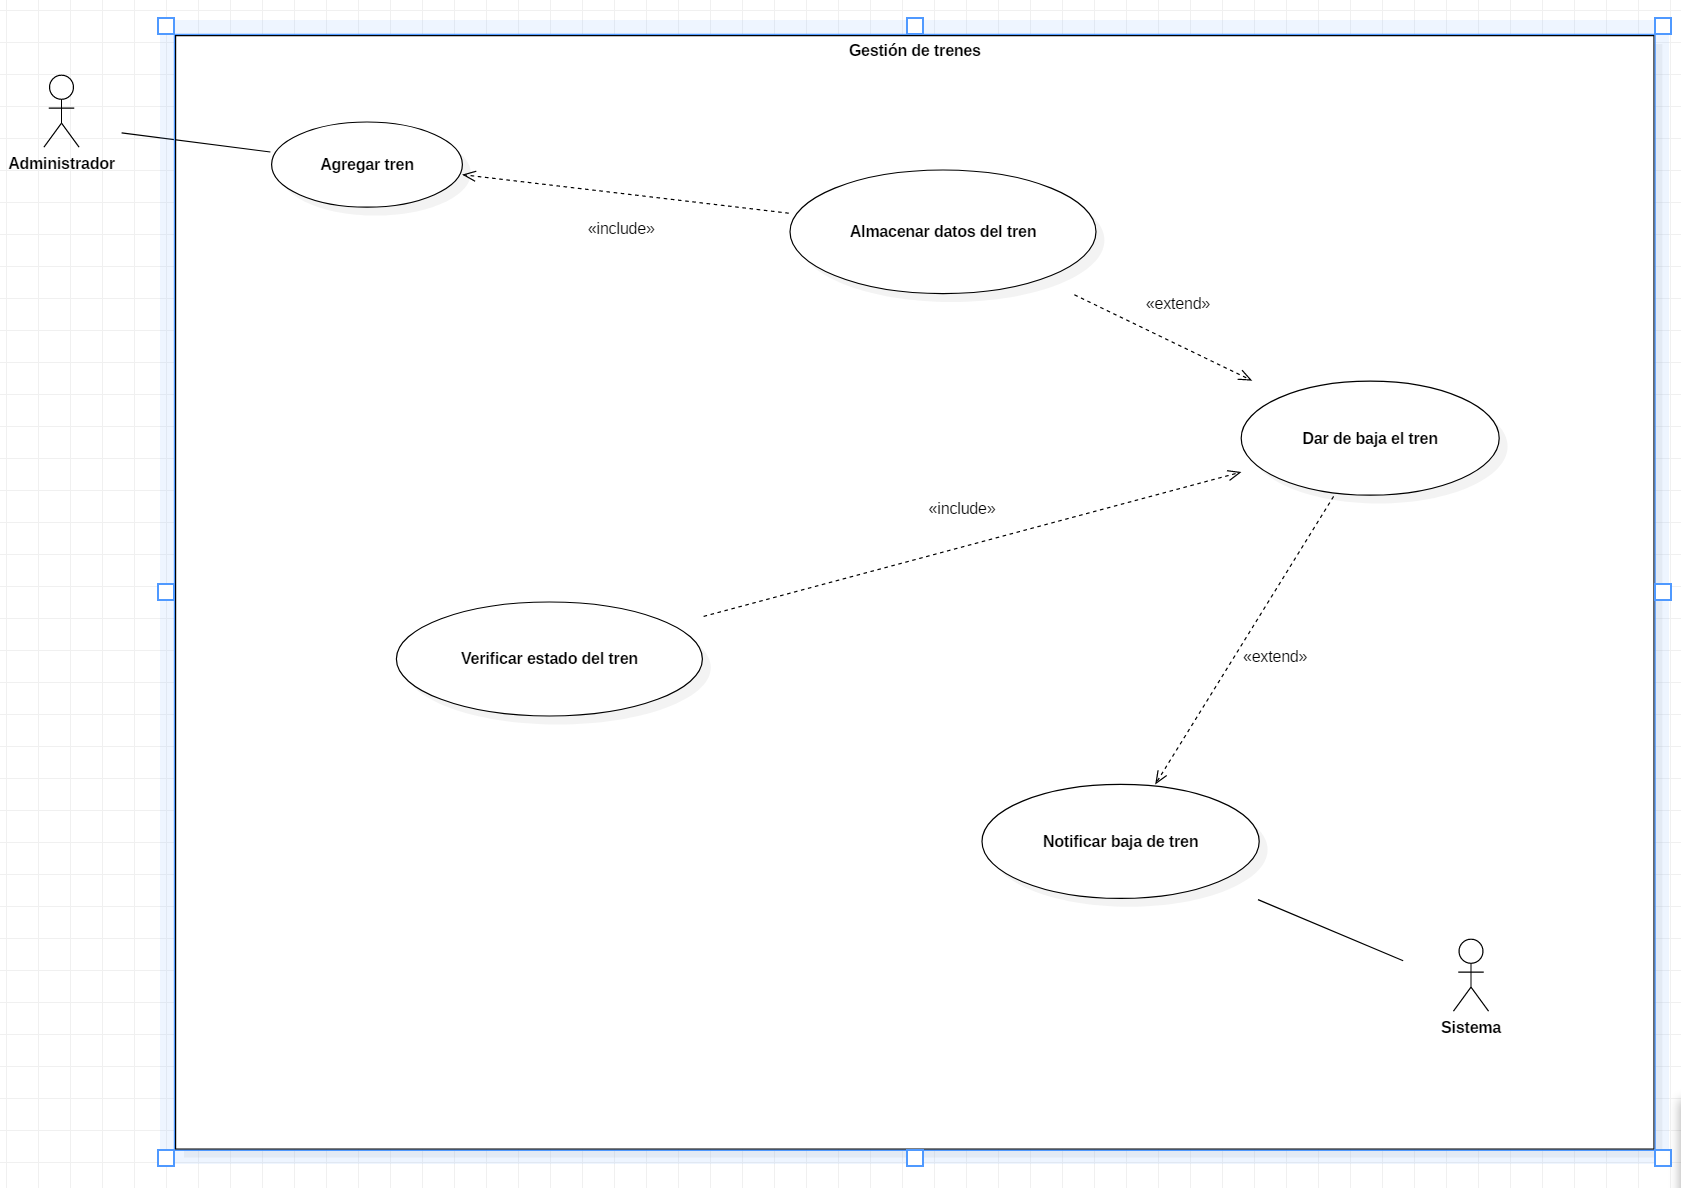 Gestión de trenes
Administrador
Agregar tren
«include»
Almacenar datos del tren
«extend»
Dar de baja el tren
«include»
Verificar estado del tren
«extend»
Notificar baja de tren
Sistema